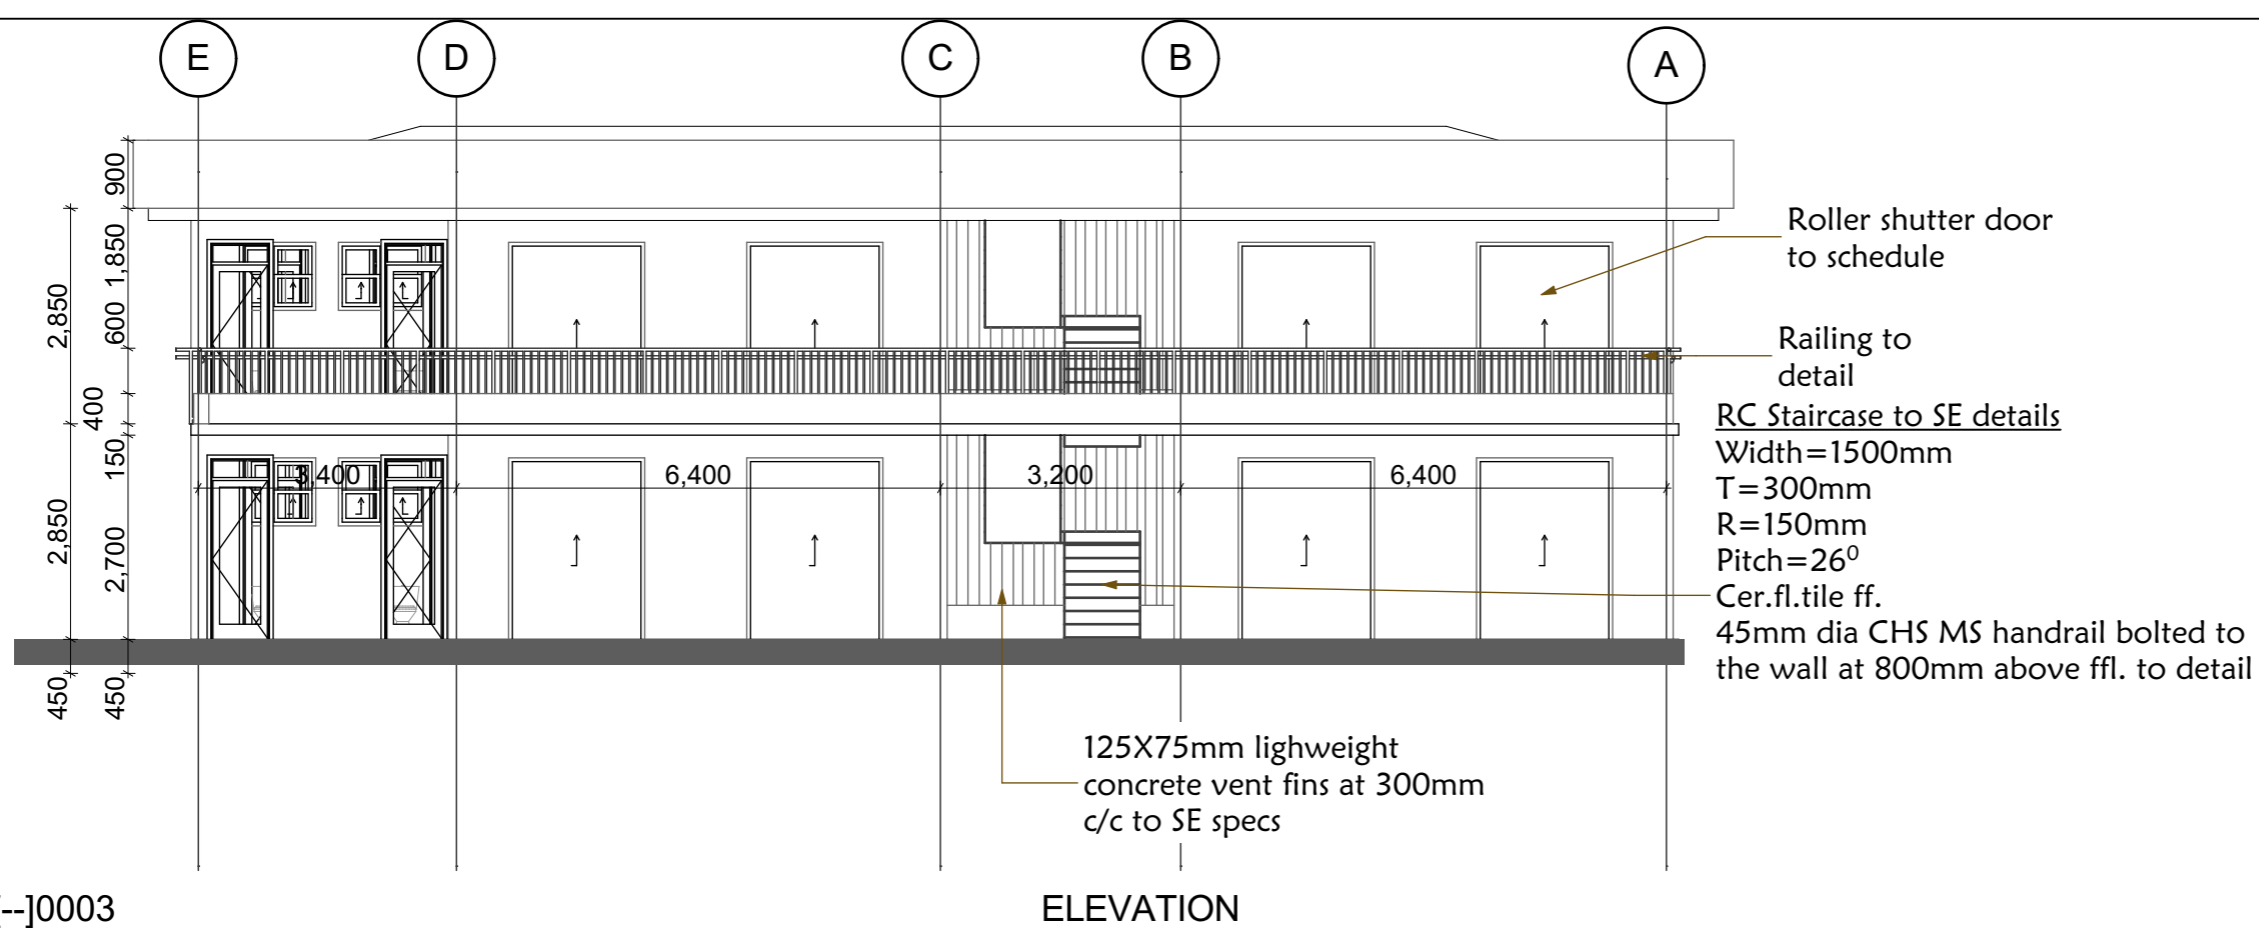 E
D
C
B
A
900
1,850
600
2,850
400
150
2,850
2,700
450
450
3,400
6,400
3,200
6,400
Roller shutter door
to schedule
Railing to
detail
RC Staircase to SE details
Width=1500mm
T=300mm
R=150mm
Pitch=26⁰
Cer.fl.tile ff.
45mm dia CHS MS handrail bolted to
the wall at 800mm above ffl. to detail
125X75mm lighweight
concrete vent fins at 300mm
c/c to SE specs
--]0003
ELEVATION